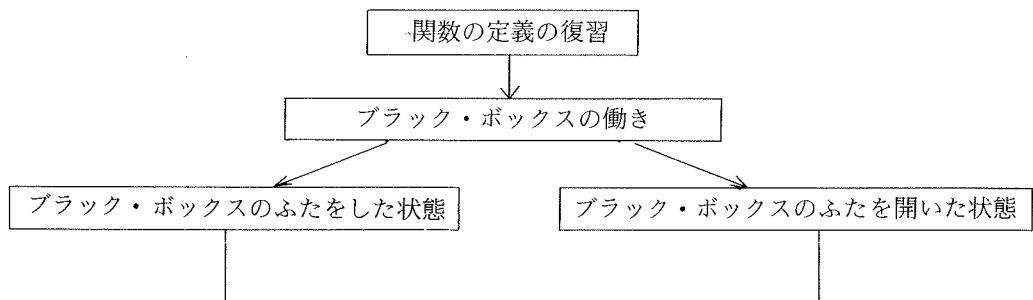 関数の定義の復習
ブラック・ボックスの働き
ブラック・ボックスのふたをした状態
ブラック・ボックスのふたを開いた状態